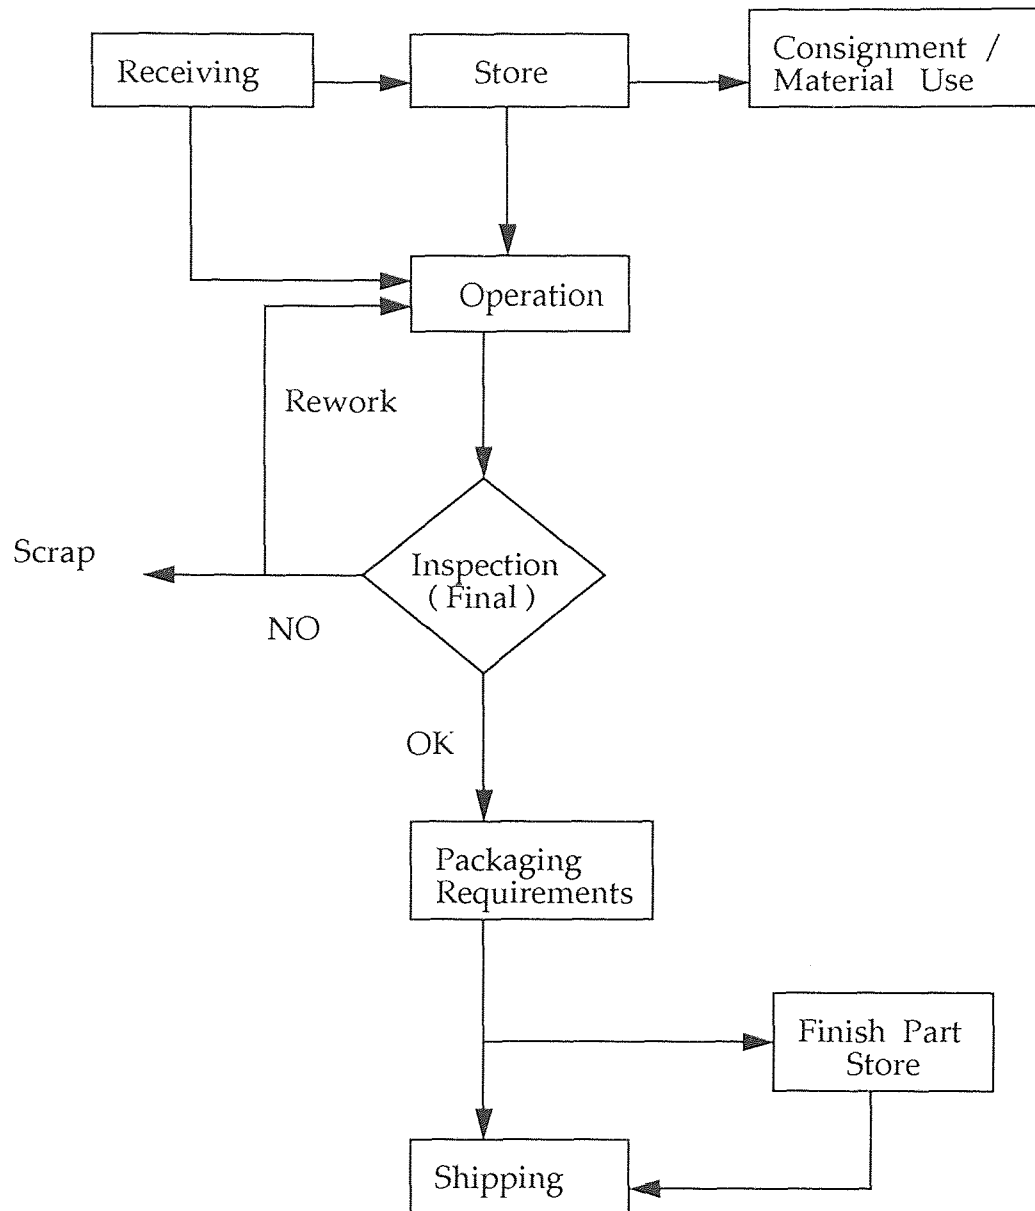 Receiving
Store
Consignment /
Material Use
Operation
Rework
Scrap
Inspection
( Final )
NO
OK
Packaging
Requirements
Finish Part
Store
Shipping